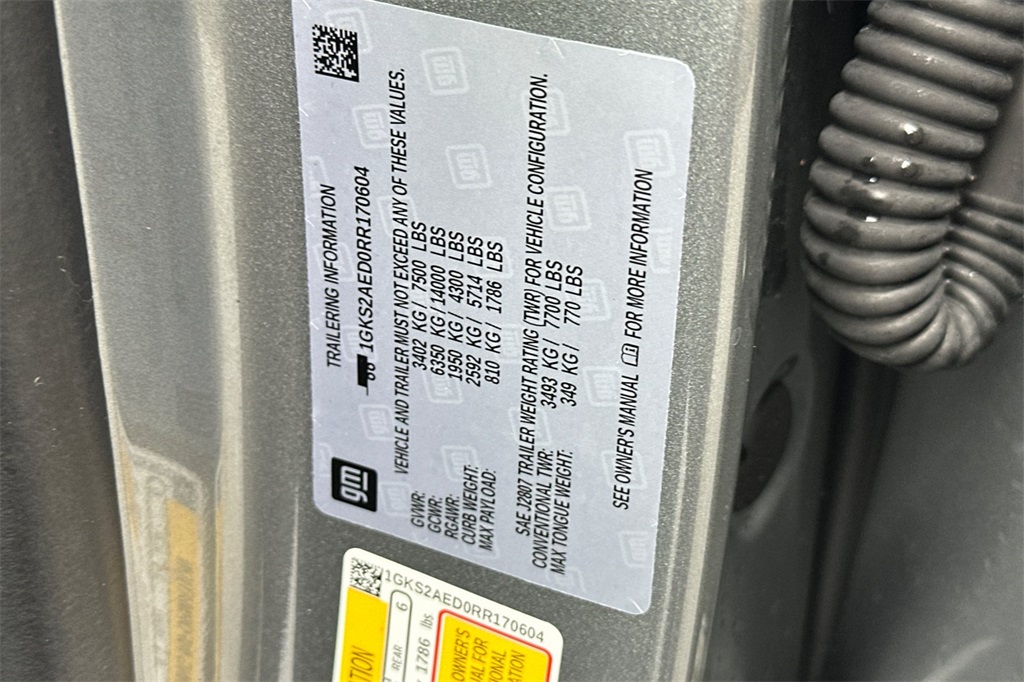 TRAILERING INFORMATION
1GKS2AED0RR170604
gm
VEHICLE AND TRAILER MUST NOT EXCEED ANY OF THESE VALUES.
GVWR: 3402 KG / 7500 LBS
GCWR: 6350 KG / 14000 LBS
RGAWR: 1950 KG / 4300 LBS
CURB WEIGHT: 2592 KG / 5714 LBS
MAX PAYLOAD: 810 KG / 1786 LBS
SAE J2807 TRAILER WEIGHT RATING (TWR) FOR VEHICLE CONFIGURATION.
CONVENTIONAL TWR: 3493 KG / 7700 LBS
MAX TONGUE WEIGHT: 349 KG / 770 LBS
SEE OWNER'S MANUAL FOR MORE INFORMATION
1GKS2AED0RR170604
REAR 6
1786 lbs
OWNER'S